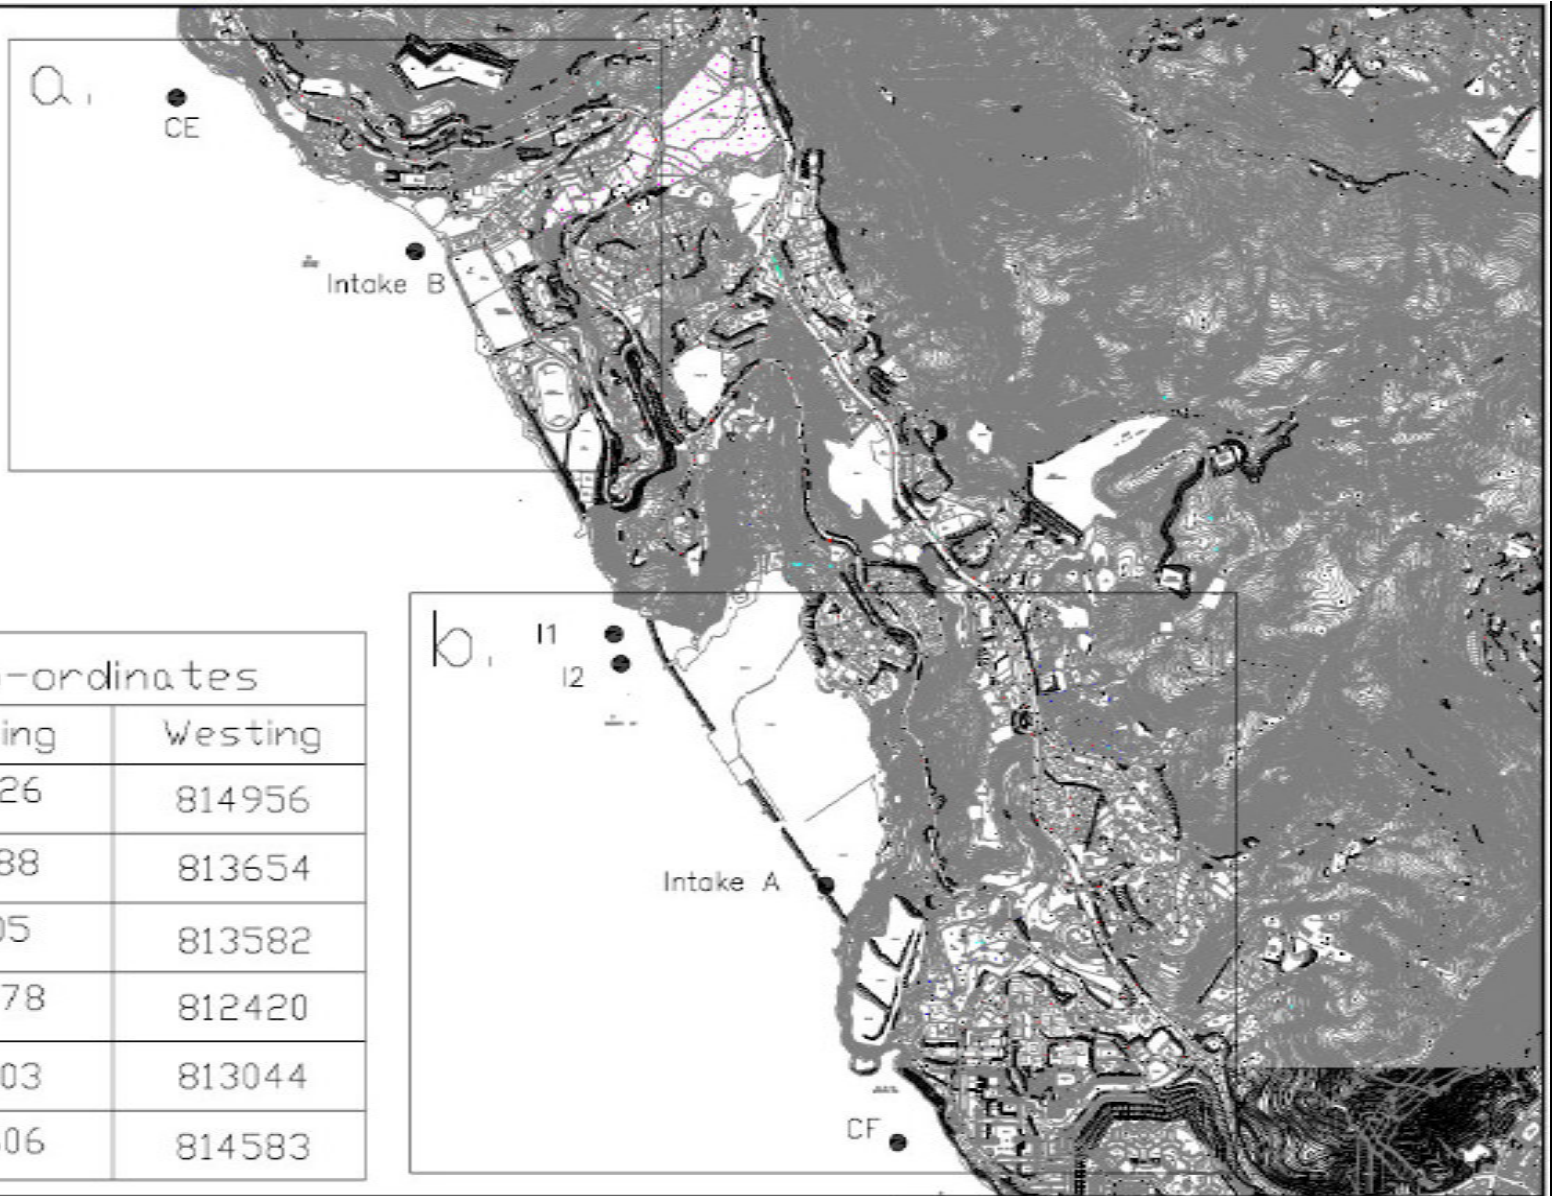 a
CE
Intake B
b
I1
I2
-ordinates
ing Westing
26 814956
88 813654
05 813582
78 812420
03 813044
06 814583
Intake A
CF